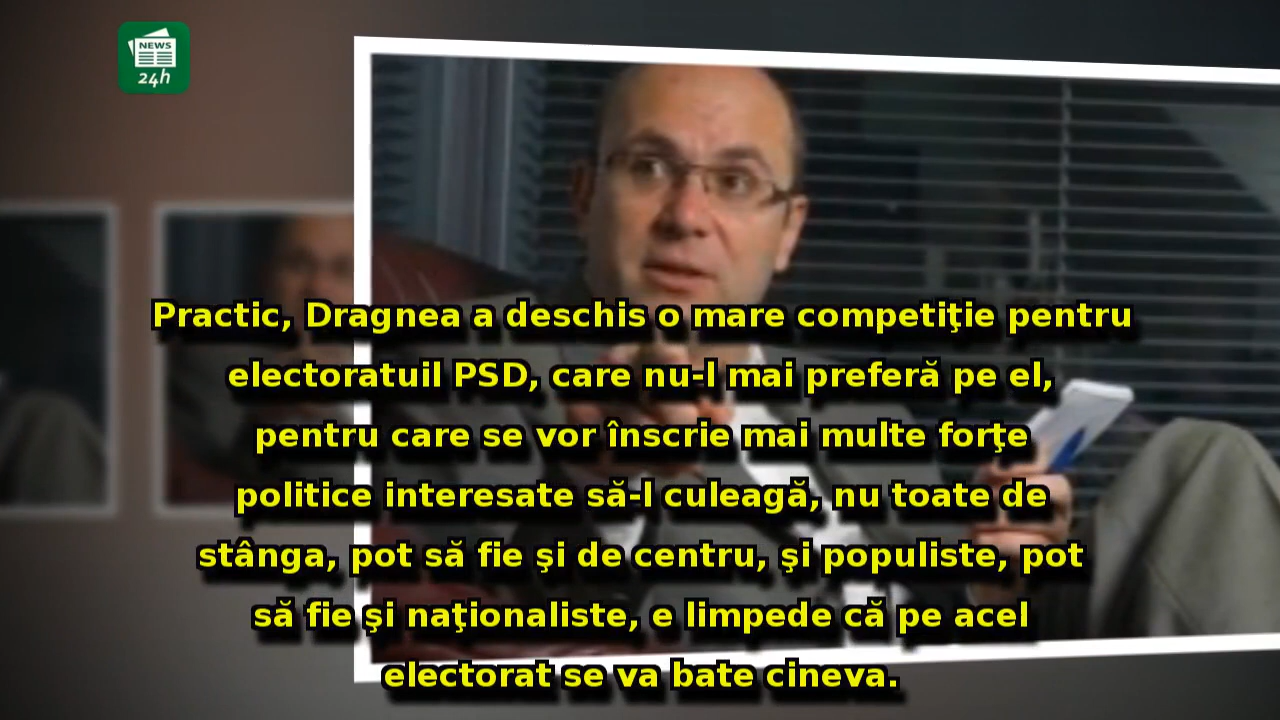 NEWS
24h
Practic, Dragnea a deschis o mare competiţie pentru
electoratuil PSD, care nu-l mai preferă pe el,
pentru care se vor înscrie mai multe forţe
politice interesate să-l culeagă, nu toate de
stânga, pot să fie şi de centru, şi populiste, pot
să fie şi naţionaliste, e limpede că pe acel
electorat se va bate cineva.